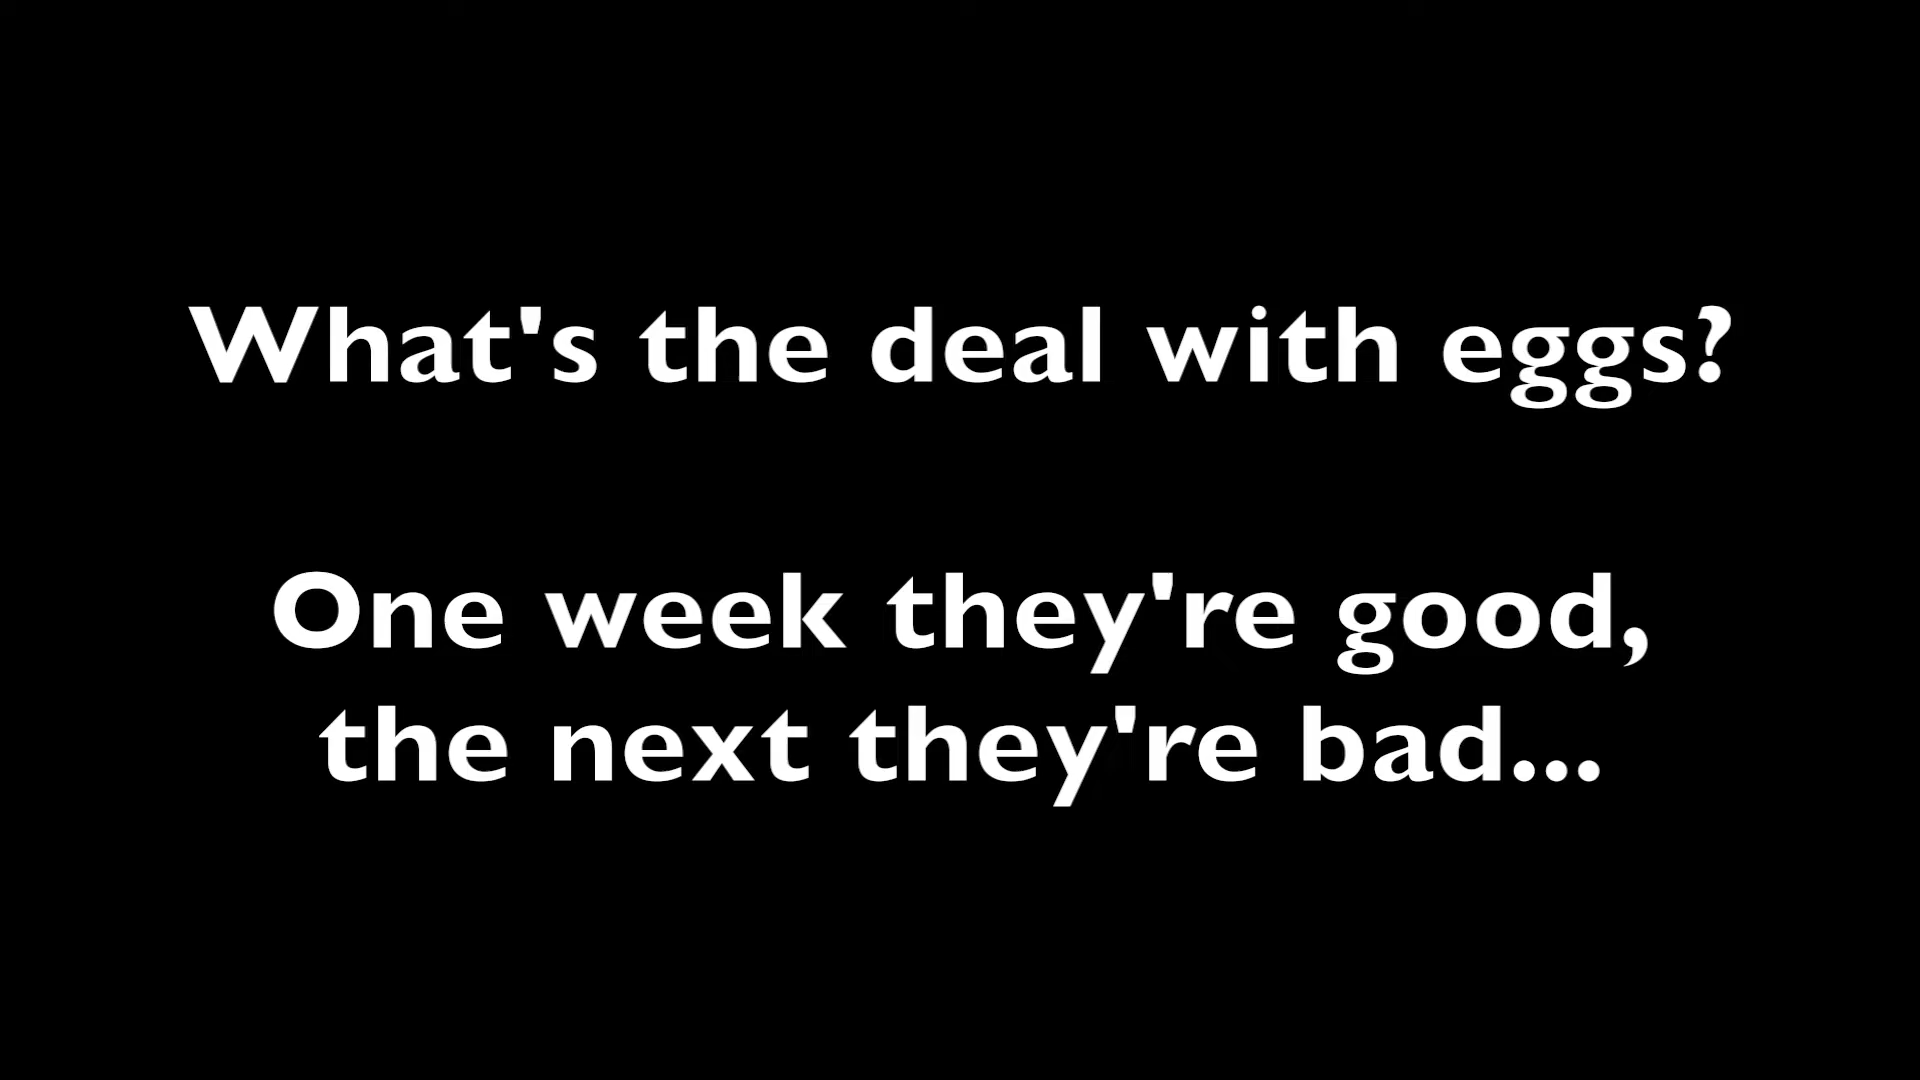 What's the deal with eggs?
One week they're good,
the next they're bad...